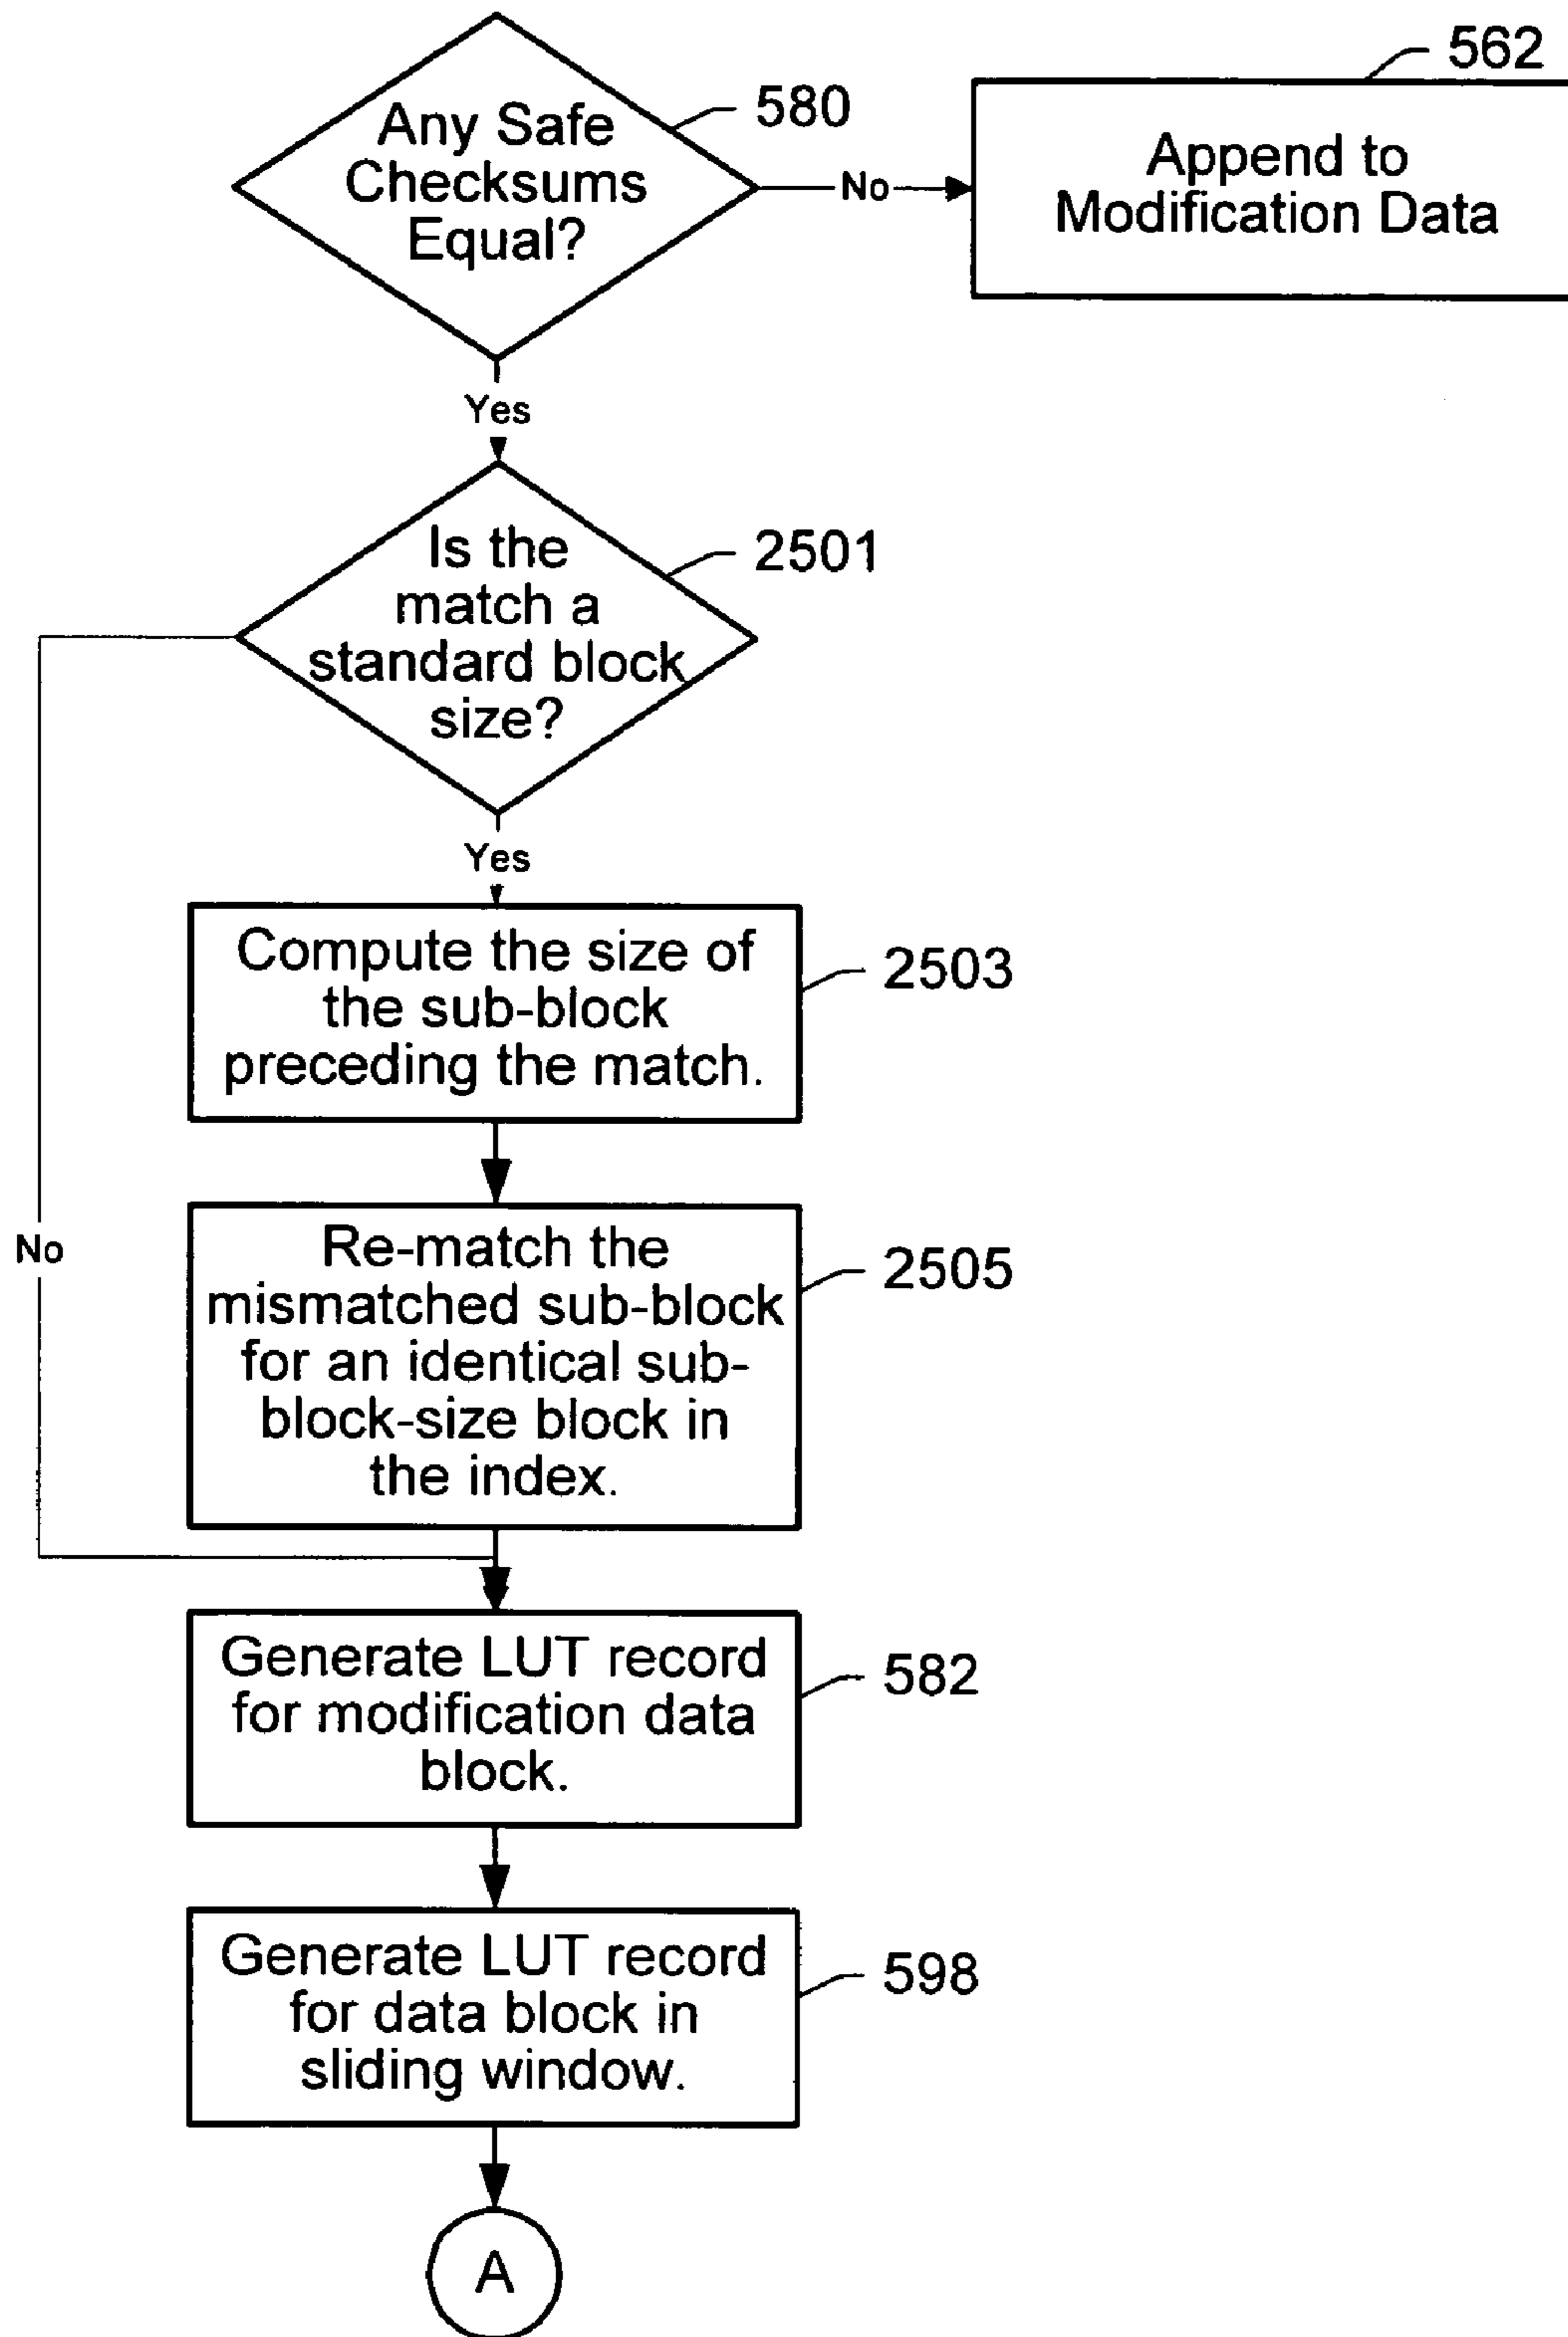 562
Any Safe
Checksums
Equal?
580
No
Append to
Modification Data
Yes
Is the
match a
standard block
size?
2501
Yes
Compute the size of
the sub-block
preceding the match.
2503
No
Re-match the
mismatched sub-block
for an identical sub-
block-size block in
the index.
2505
Generate LUT record
for modification data
block.
582
Generate LUT record
for data block in
sliding window.
598
A